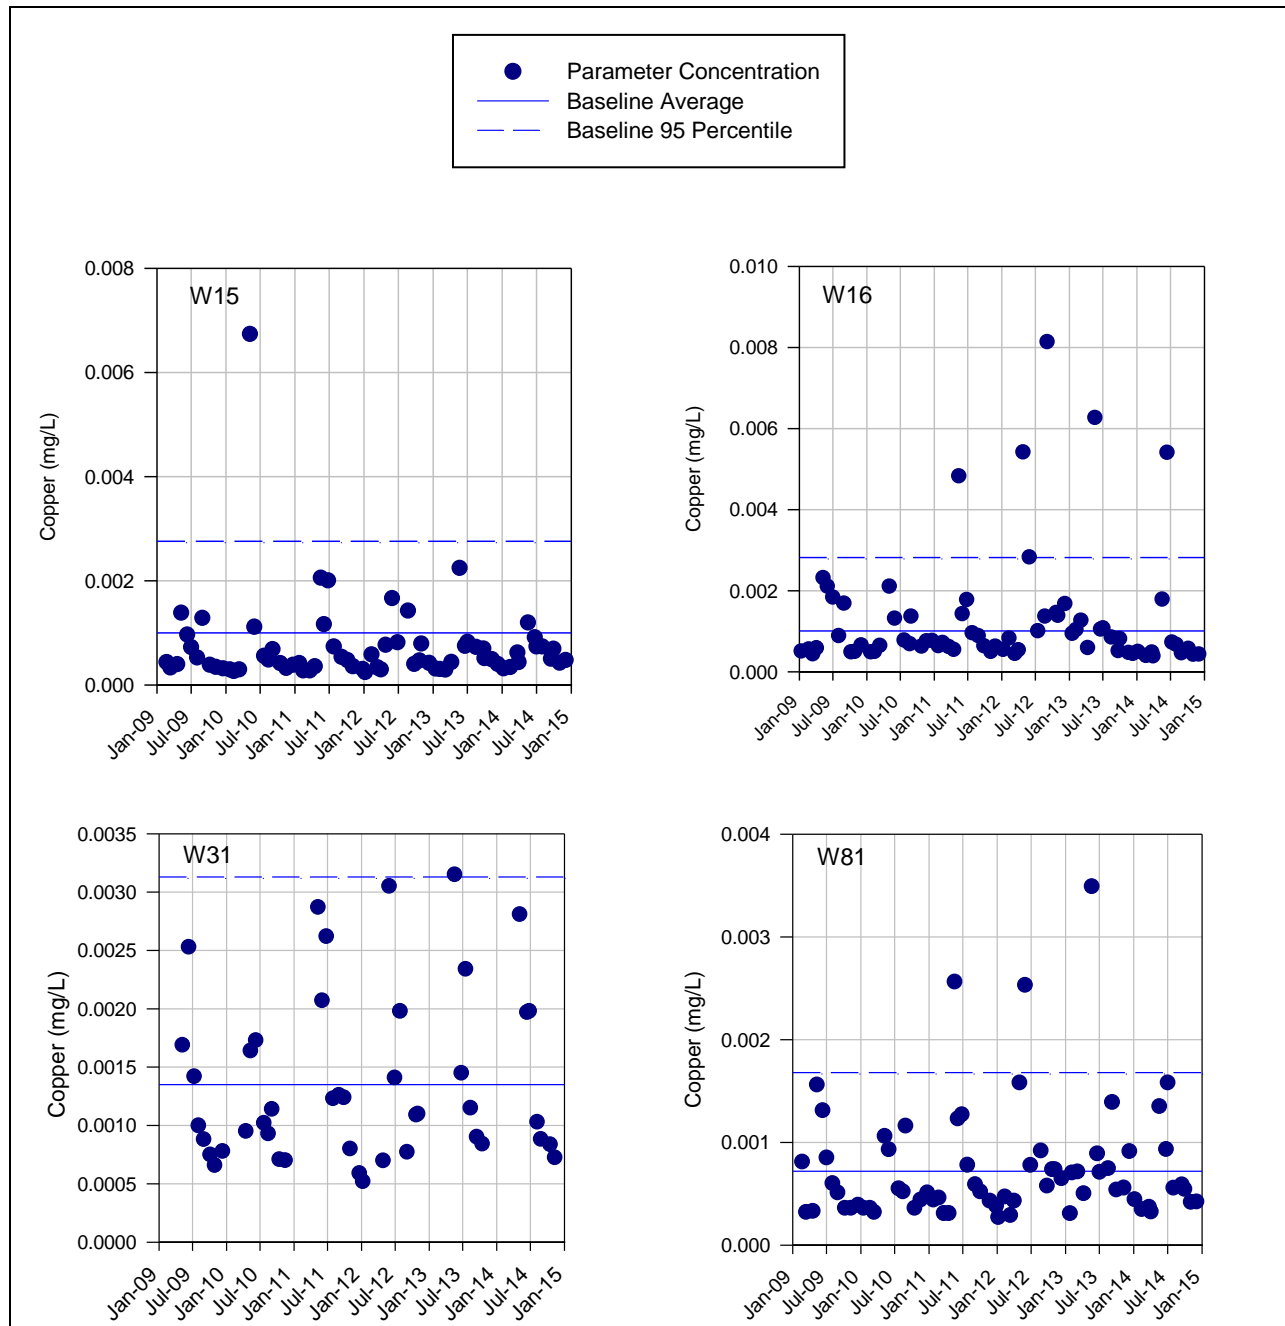 Parameter Concentration
Baseline Average
Baseline 95 Percentile
W15
Copper (mg/L)
0.008
0.006
0.004
0.002
0.000
Jan-09
Jul-09
Jan-10
Jul-10
Jan-11
Jul-11
Jan-12
Jul-12
Jan-13
Jul-13
Jan-14
Jul-14
Jan-15
W16
Copper (mg/L)
0.010
0.008
0.006
0.004
0.002
0.000
Jan-09
Jul-09
Jan-10
Jul-10
Jan-11
Jul-11
Jan-12
Jul-12
Jan-13
Jul-13
Jan-14
Jul-14
Jan-15
W31
Copper (mg/L)
0.0035
0.0030
0.0025
0.0020
0.0015
0.0010
0.0005
0.0000
Jan-09
Jul-09
Jan-10
Jul-10
Jan-11
Jul-11
Jan-12
Jul-12
Jan-13
Jul-13
Jan-14
Jul-14
Jan-15
W81
Copper (mg/L)
0.004
0.003
0.002
0.001
0.000
Jan-09
Jul-09
Jan-10
Jul-10
Jan-11
Jul-11
Jan-12
Jul-12
Jan-13
Jul-13
Jan-14
Jul-14
Jan-15